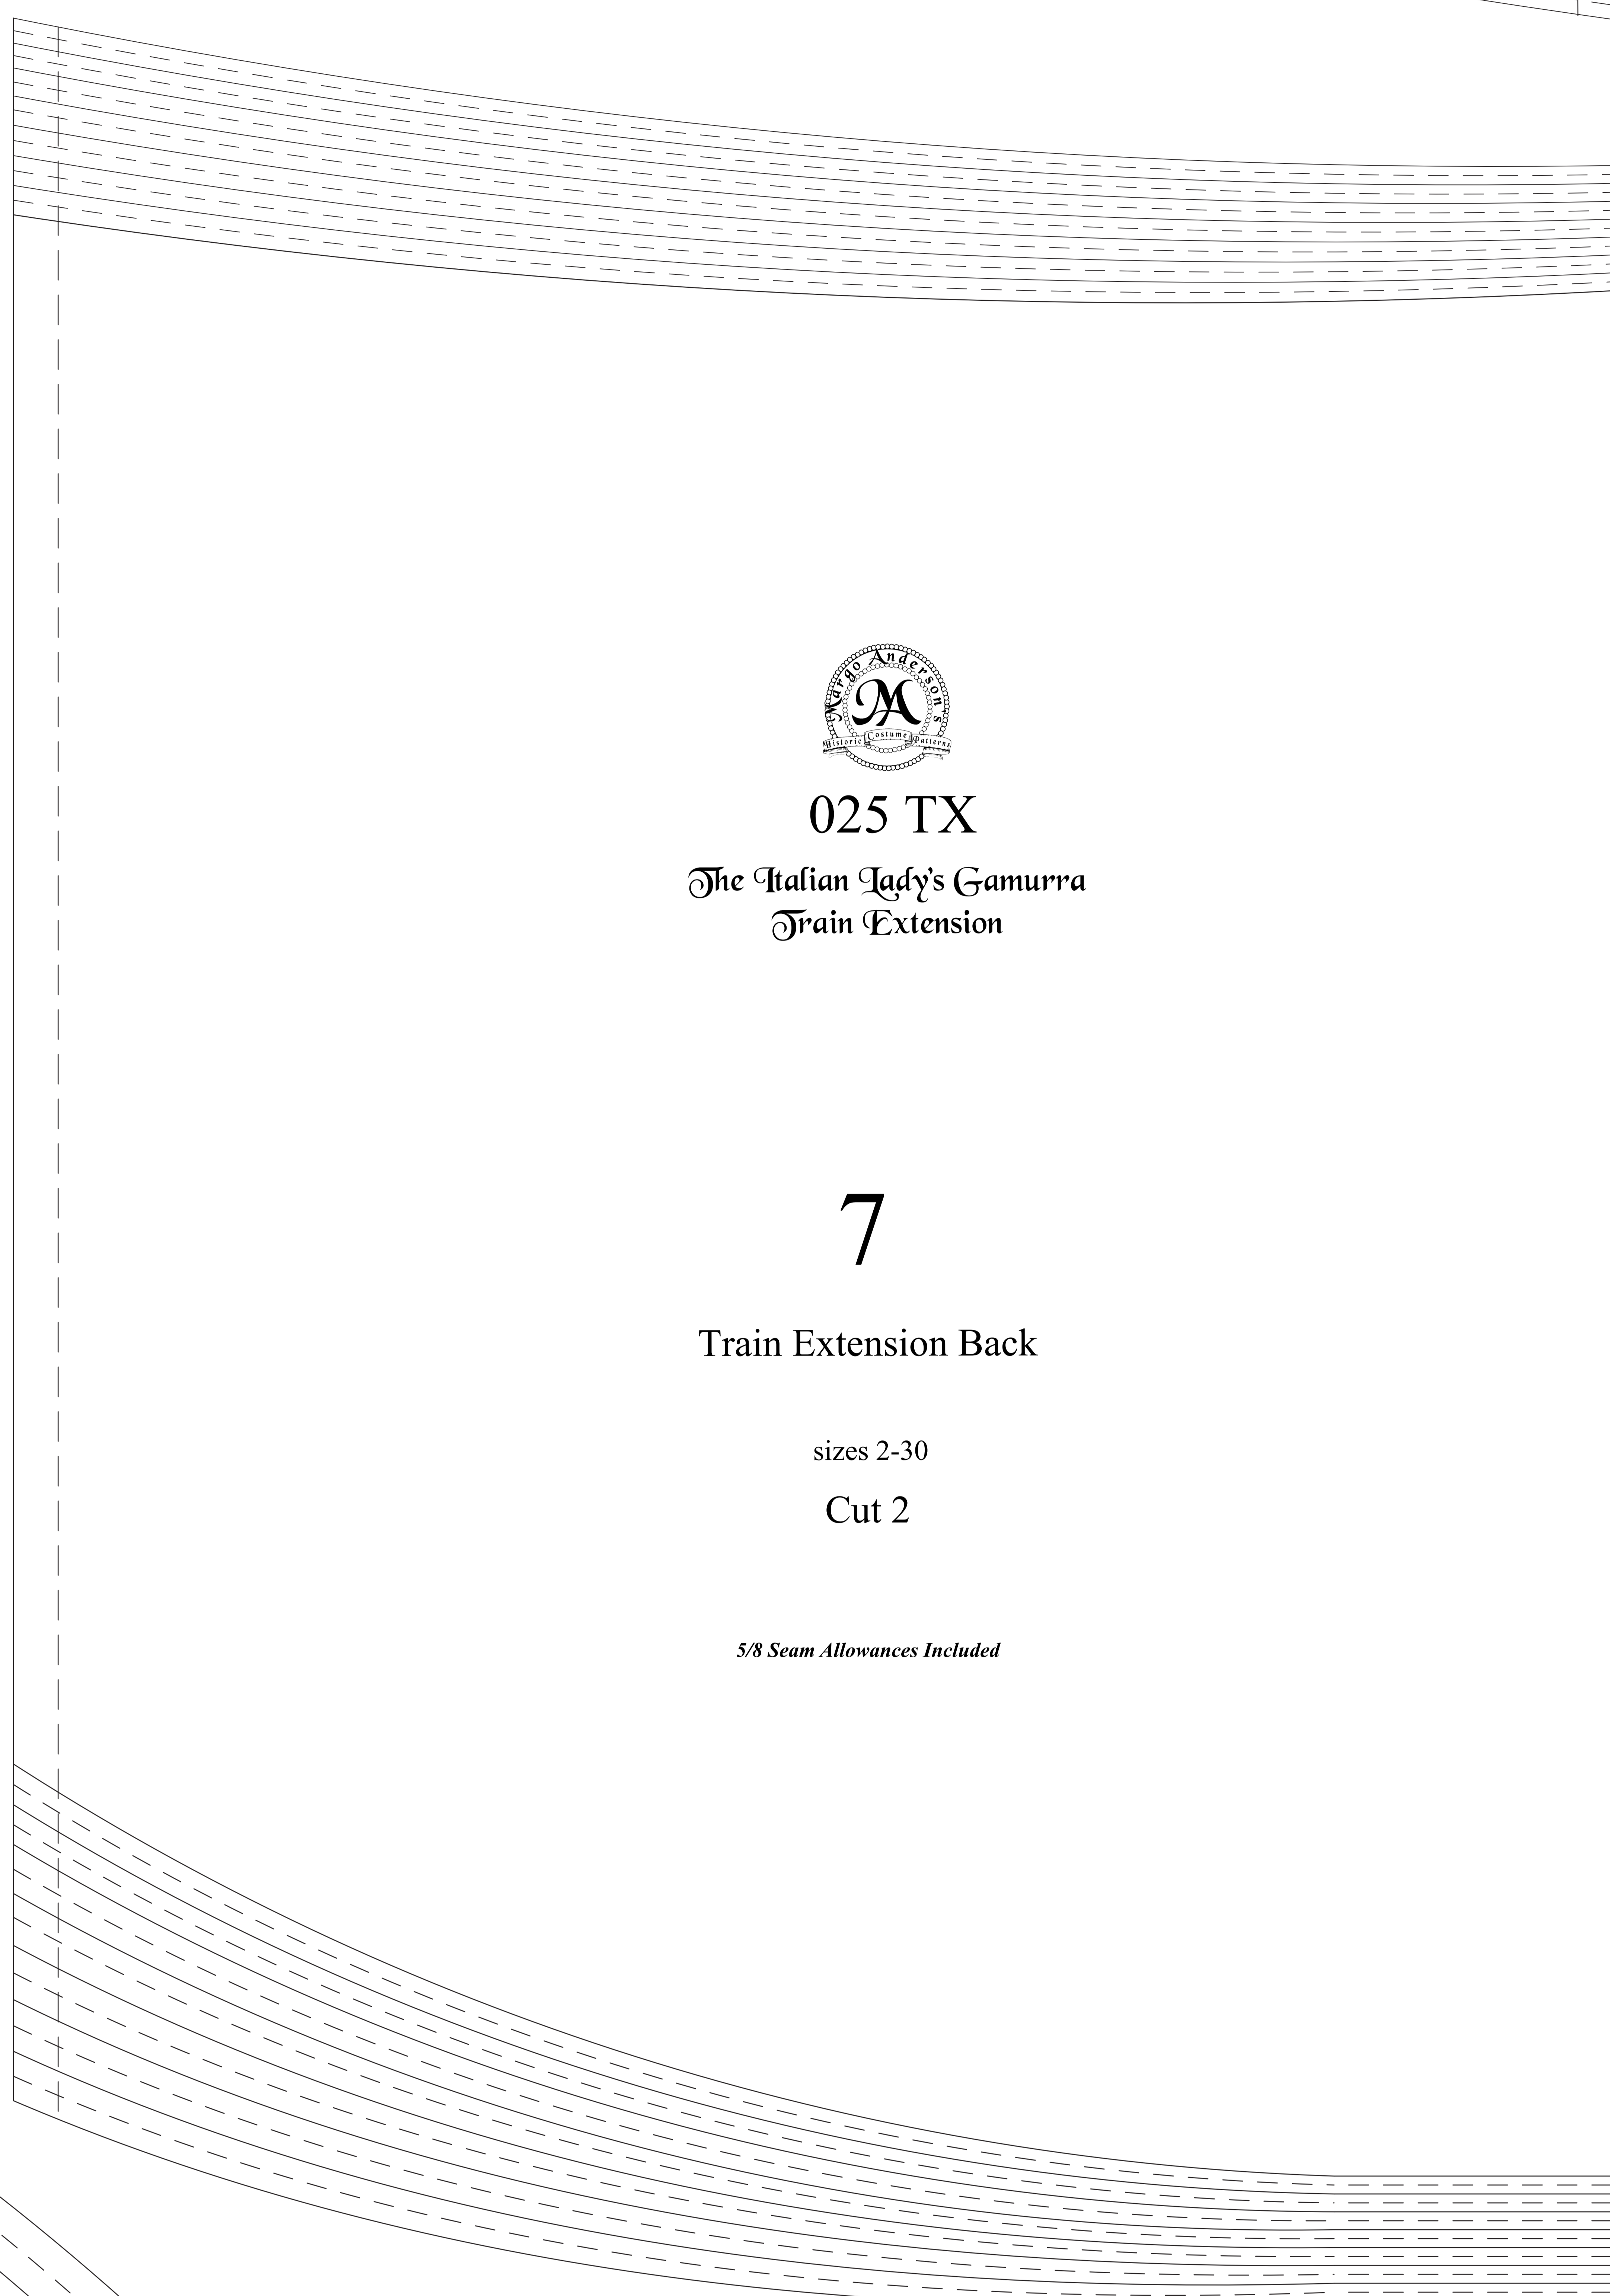 Margo Anderson's
MA
Historic Costume Patterns
025 TX
The Italian Lady's Gamurra
Train Extension
7
Train Extension Back
sizes 2-30
Cut 2
5/8 Seam Allowances Included